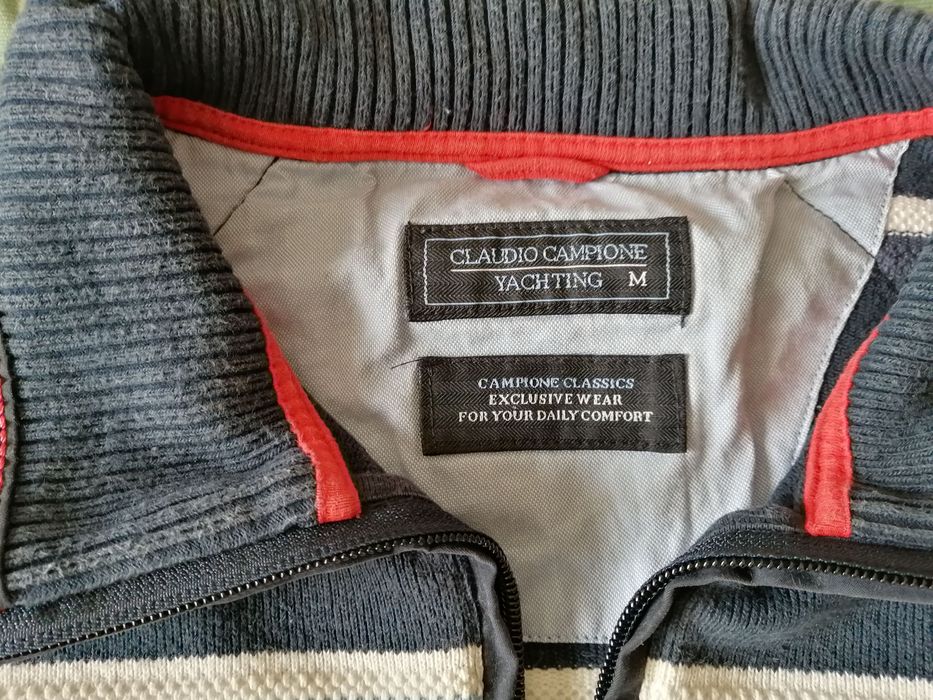 CLAUDIO CAMPIONE
YACHTING M
CAMPIONE CLASSICS
EXCLUSIVE WEAR
FOR YOUR DAILY COMFORT